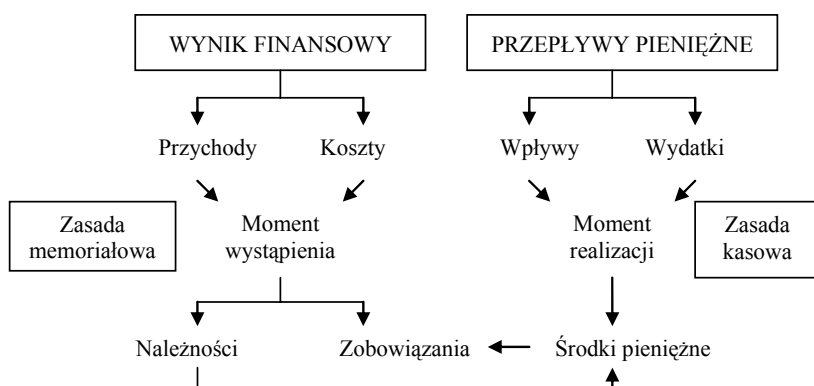 WYNIK FINANSOWY
PRZEPŁYWY PIENIĘŻNE
Przychody
Koszty
Wpływy
Wydatki
Zasada
memoriałowa
Moment
wystąpienia
Moment
realizacji
Zasada
kasowa
Należności
Zobowiązania
Środki pieniężne